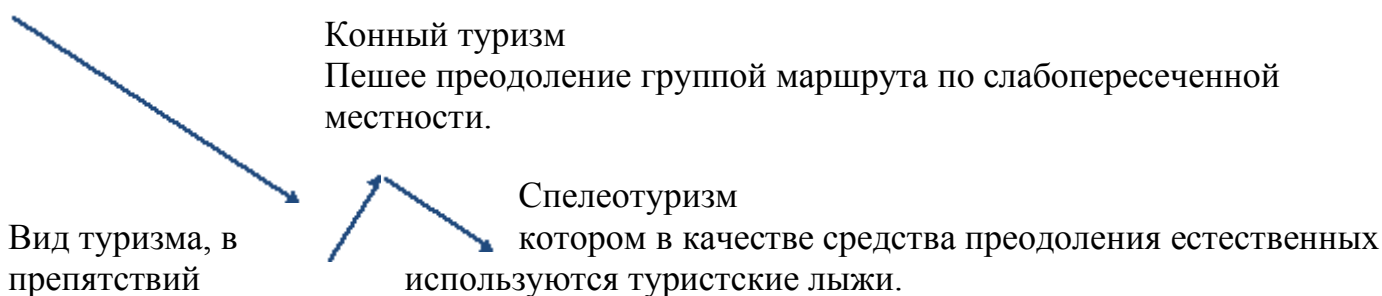 Конный туризм
Пешее преодоление группой маршрута по слабопересеченной
местности.
Спелеотуризм
Вид туризма, в котором в качестве средства преодоления естественных
препятствий используются туристские лыжи.